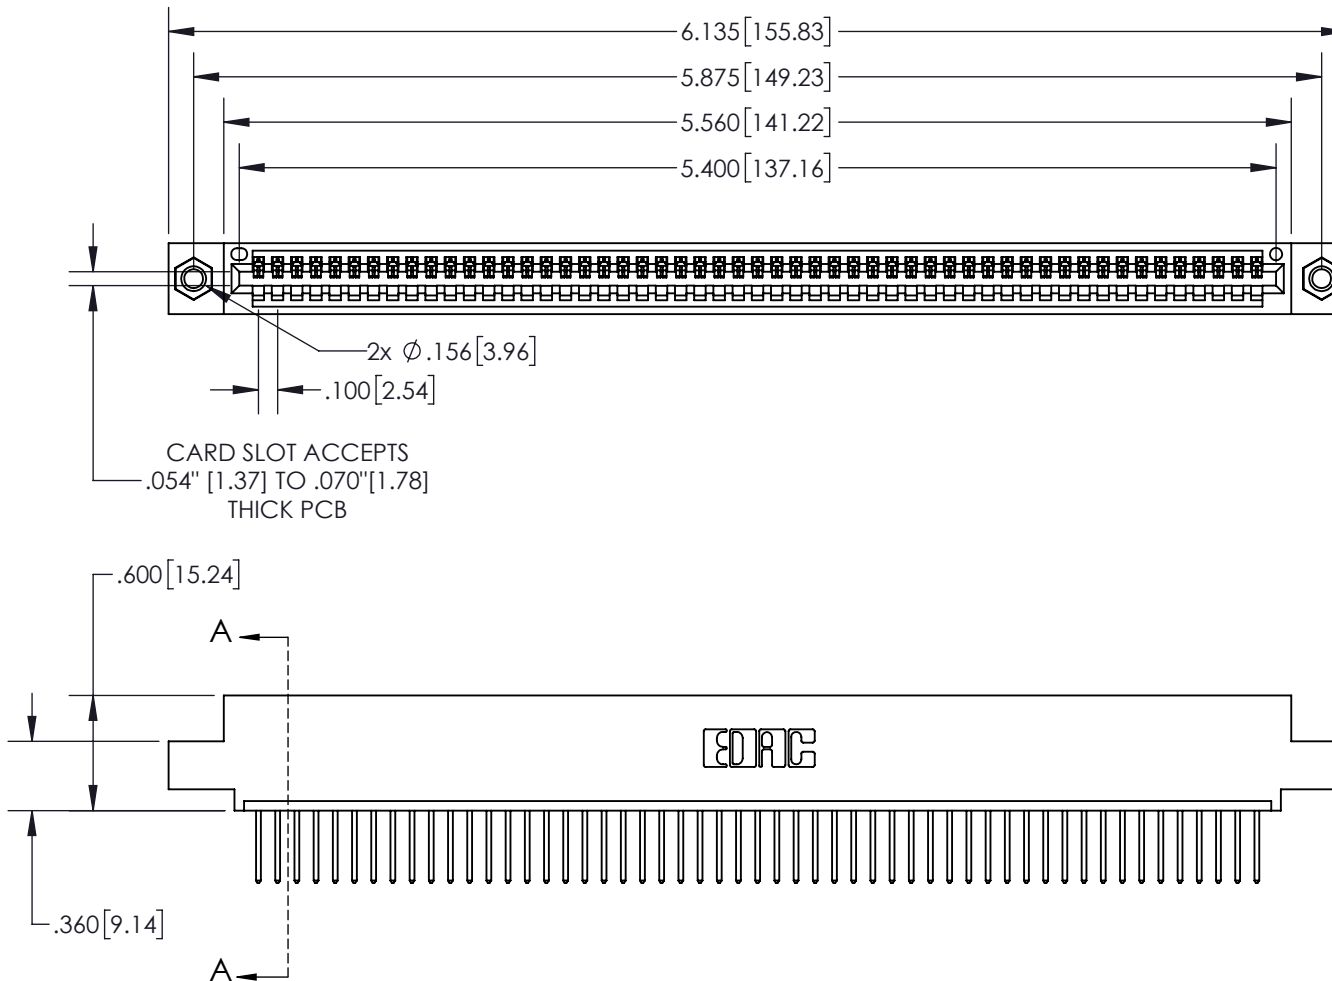 6.135[155.83]
5.875[149.23]
5.560[141.22]
5.400[137.16]
2x Ø.156[3.96]
.100[2.54]
CARD SLOT ACCEPTS
.054" [1.37] TO .070"[1.78]
THICK PCB
.600[15.24]
A
EDAC
.360[9.14]
A